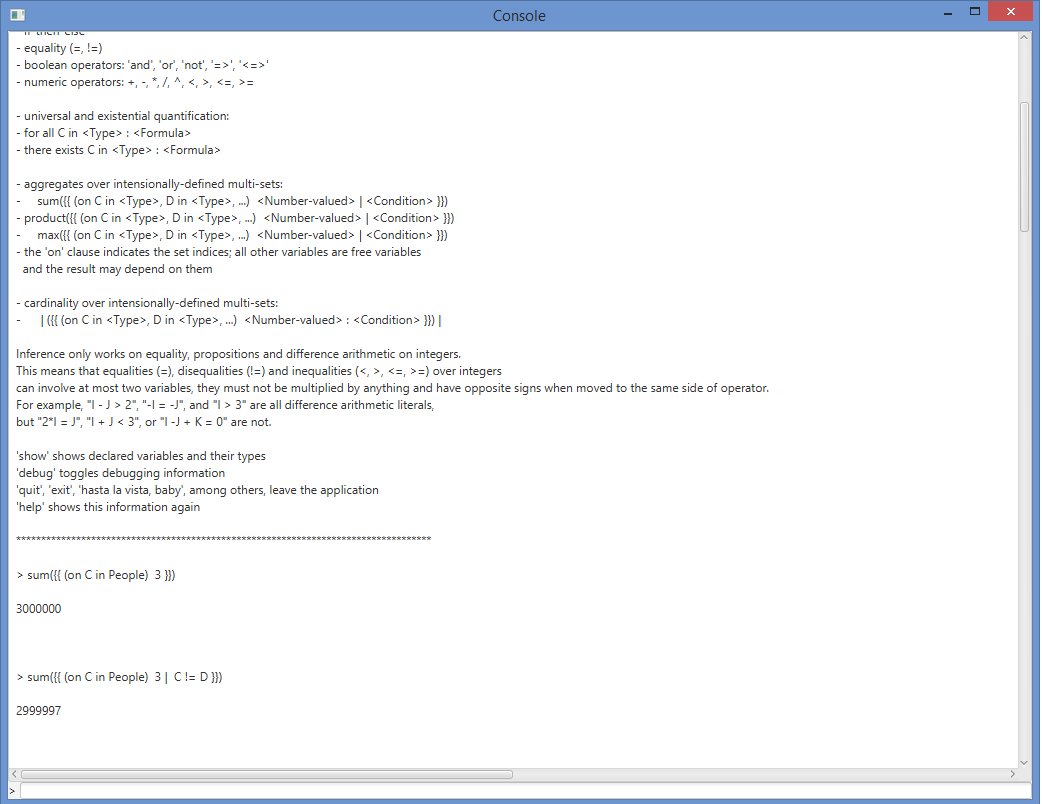 Console
- if-then-else
- equality (=, !=)
- boolean operators: 'and', 'or', 'not', '=>', '<=>'
- numeric operators: +, -, *, /, ^, <, >, <=, >=
- universal and existential quantification:
- for all C in <Type> : <Formula>
- there exists C in <Type> : <Formula>
- aggregates over intensionally-defined multi-sets:
-     sum({{ (on C in <Type>, D in <Type>, ...)  <Number-valued> | <Condition> }})
- product({{ (on C in <Type>, D in <Type>, ...)  <Number-valued> | <Condition> }})
-     max({{ (on C in <Type>, D in <Type>, ...)  <Number-valued> | <Condition> }})
- the 'on' clause indicates the set indices; all other variables are free variables
  and the result may depend on them
- cardinality over intensionally-defined multi-sets:
-      | ({{ (on C in <Type>, D in <Type>, ...)  <Number-valued> : <Condition> }}) |
Inference only works on equality, propositions and difference arithmetic on integers.
This means that equalities (=), disequalities (!=) and inequalities (<, >, <=, >=) over integers
can involve at most two variables, they must not be multiplied by anything and have opposite signs when moved to the same side of operator.
For example, "I - J > 2", "-I = -J", and "I > 3" are all difference arithmetic literals,
but "2*I = J", "I + J < 3", or "I -J + K = 0" are not.
'show' shows declared variables and their types
'debug' toggles debugging information
'quit', 'exit', 'hasta la vista, baby', among others, leave the application
'help' shows this information again
***********************************************************************************
> sum({{ (on C in People)  3 }})
3000000
> sum({{ (on C in People)  3 |  C != D }})
2999997
>